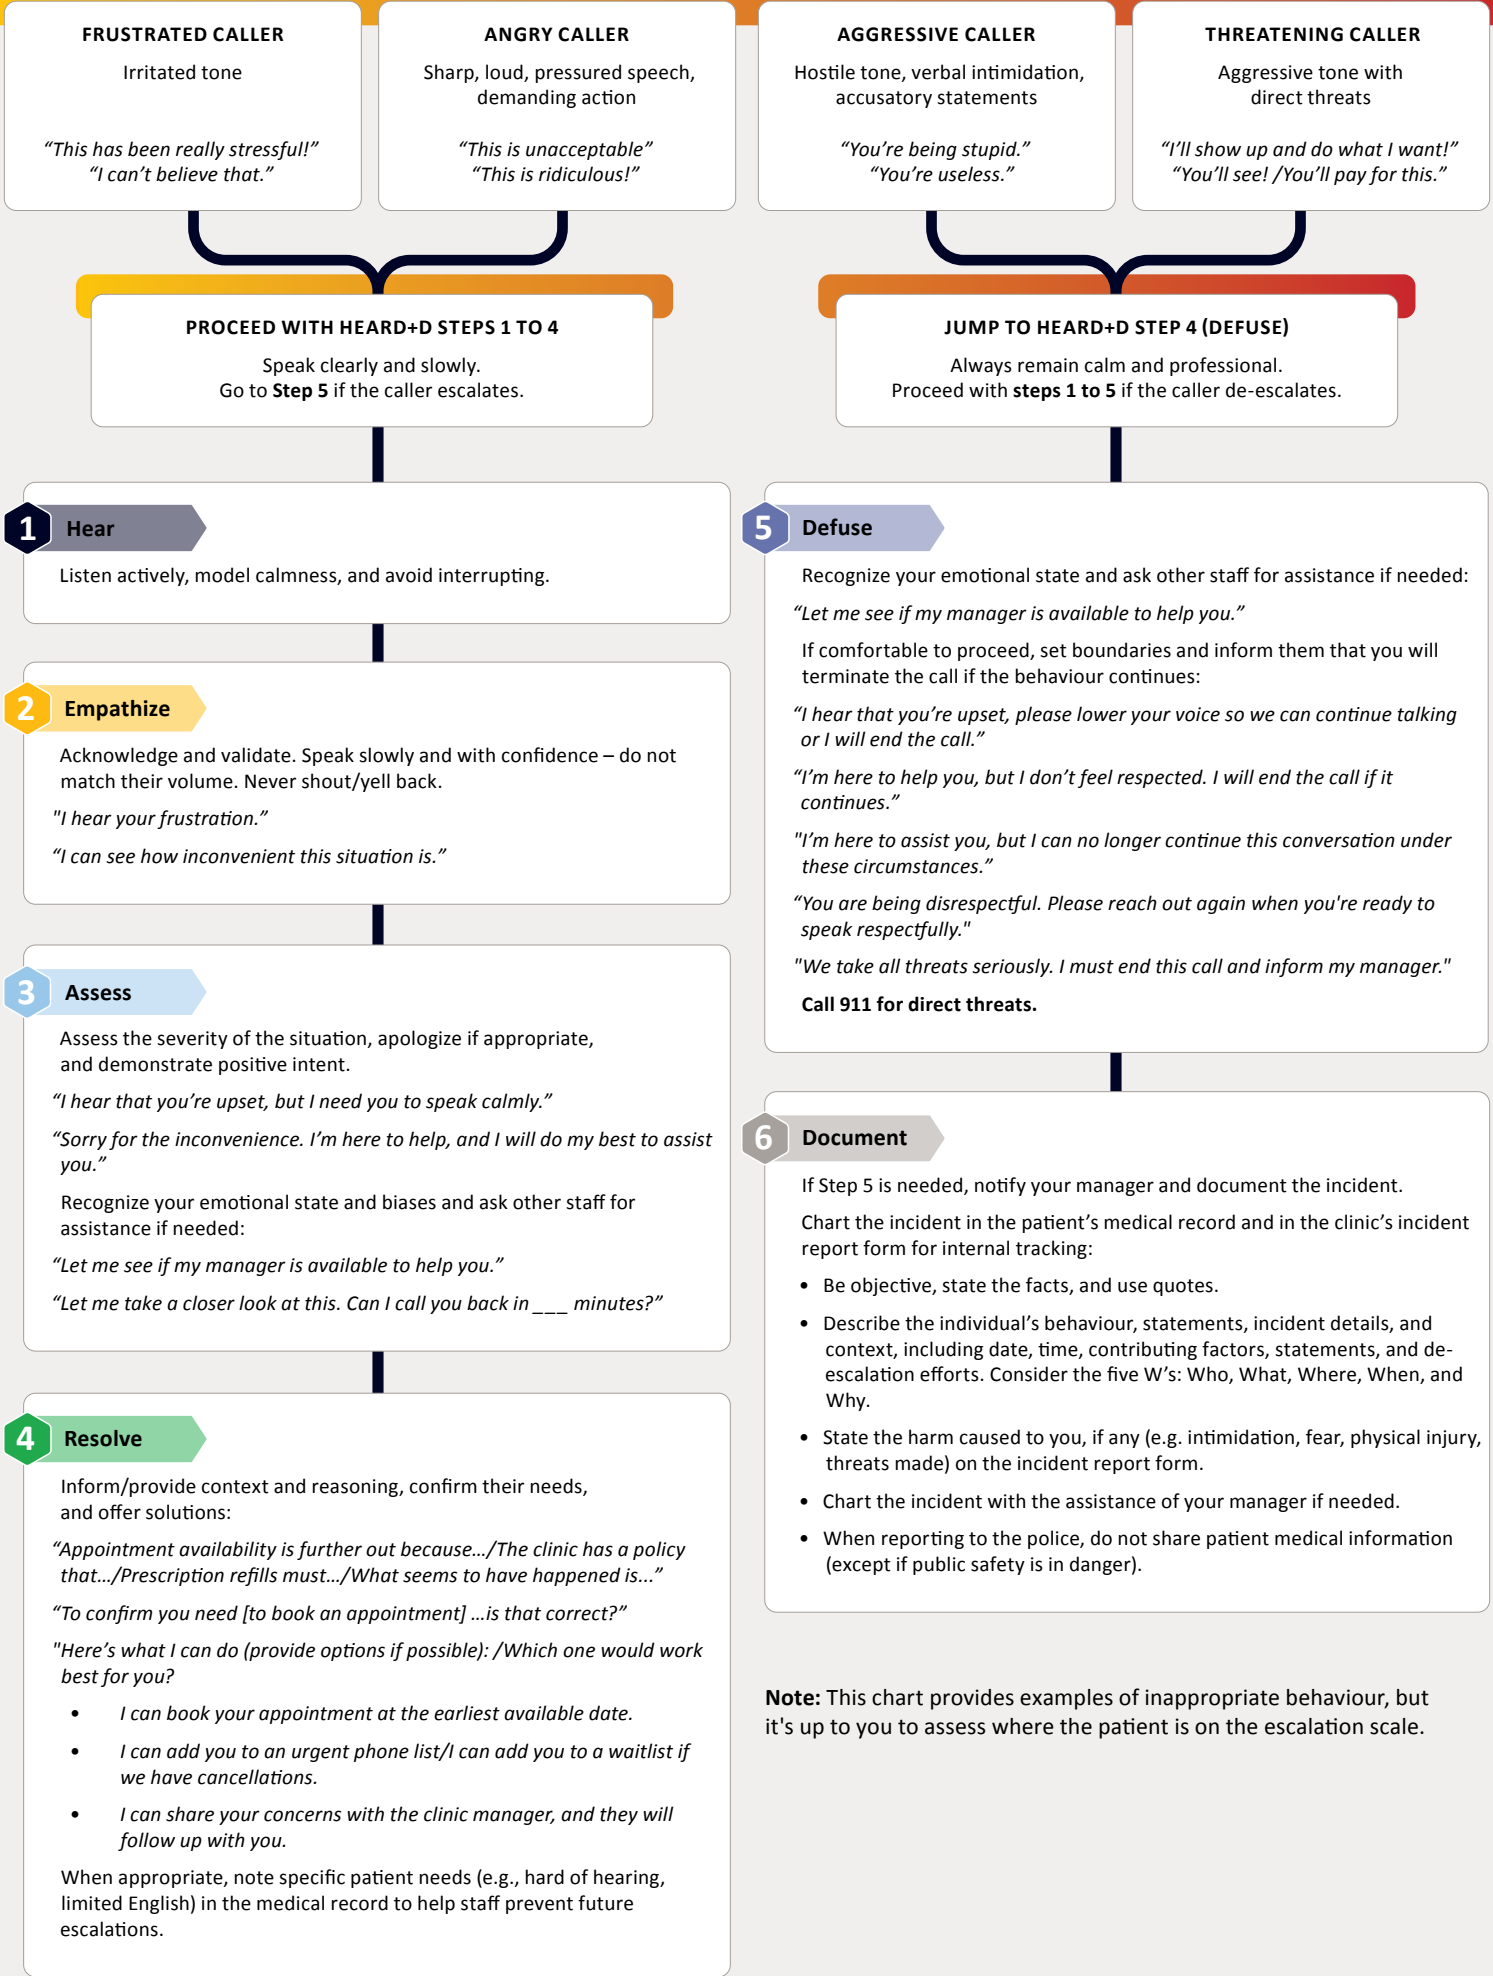 FRUSTRATED CALLER
Irritated tone
“This has been really stressful!”
“I can’t believe that.”
ANGRY CALLER
Sharp, loud, pressured speech,
demanding action
“This is unacceptable”
“This is ridiculous!”
AGGRESSIVE CALLER
Hostile tone, verbal intimidation,
accusatory statements
“You’re being stupid.”
“You’re useless.”
THREATENING CALLER
Aggressive tone with
direct threats
“I’ll show up and do what I want!”
“You’ll see! /You’ll pay for this.”
PROCEED WITH HEARD+D STEPS 1 TO 4
Speak clearly and slowly.
Go to Step 5 if the caller escalates.
JUMP TO HEARD+D STEP 4 (DEFUSE)
Always remain calm and professional.
Proceed with steps 1 to 5 if the caller de-escalates.
1 Hear
Listen actively, model calmness, and avoid interrupting.
2 Empathize
Acknowledge and validate. Speak slowly and with confidence – do not
match their volume. Never shout/yell back.
"I hear your frustration.”
“I can see how inconvenient this situation is.”
3 Assess
Assess the severity of the situation, apologize if appropriate,
and demonstrate positive intent.
“I hear that you’re upset, but I need you to speak calmly.”
“Sorry for the inconvenience. I’m here to help, and I will do my best to assist
you.”
Recognize your emotional state and biases and ask other staff for
assistance if needed:
“Let me see if my manager is available to help you.”
“Let me take a closer look at this. Can I call you back in ___ minutes?”
4 Resolve
Inform/provide context and reasoning, confirm their needs,
and offer solutions:
“Appointment availability is further out because.../The clinic has a policy
that.../Prescription refills must.../What seems to have happened is...”
“To confirm you need [to book an appointment] ...is that correct?”
"Here’s what I can do (provide options if possible): /Which one would work
best for you?
• I can book your appointment at the earliest available date.
• I can add you to an urgent phone list/I can add you to a waitlist if
we have cancellations.
• I can share your concerns with the clinic manager, and they will
follow up with you.
When appropriate, note specific patient needs (e.g., hard of hearing,
limited English) in the medical record to help staff prevent future
escalations.
5 Defuse
Recognize your emotional state and ask other staff for assistance if needed:
“Let me see if my manager is available to help you.”
If comfortable to proceed, set boundaries and inform them that you will
terminate the call if the behaviour continues:
“I hear that you’re upset, please lower your voice so we can continue talking
or I will end the call.”
“I’m here to help you, but I don’t feel respected. I will end the call if it
continues.”
"I’m here to assist you, but I can no longer continue this conversation under
these circumstances.”
“You are being disrespectful. Please reach out again when you're ready to
speak respectfully."
"We take all threats seriously. I must end this call and inform my manager."
Call 911 for direct threats.
6 Document
If Step 5 is needed, notify your manager and document the incident.
Chart the incident in the patient’s medical record and in the clinic’s incident
report form for internal tracking:
• Be objective, state the facts, and use quotes.
• Describe the individual’s behaviour, statements, incident details, and
context, including date, time, contributing factors, statements, and de-
escalation efforts. Consider the five W’s: Who, What, Where, When, and
Why.
• State the harm caused to you, if any (e.g. intimidation, fear, physical injury,
threats made) on the incident report form.
• Chart the incident with the assistance of your manager if needed.
• When reporting to the police, do not share patient medical information
(except if public safety is in danger).
Note: This chart provides examples of inappropriate behaviour, but
it's up to you to assess where the patient is on the escalation scale.